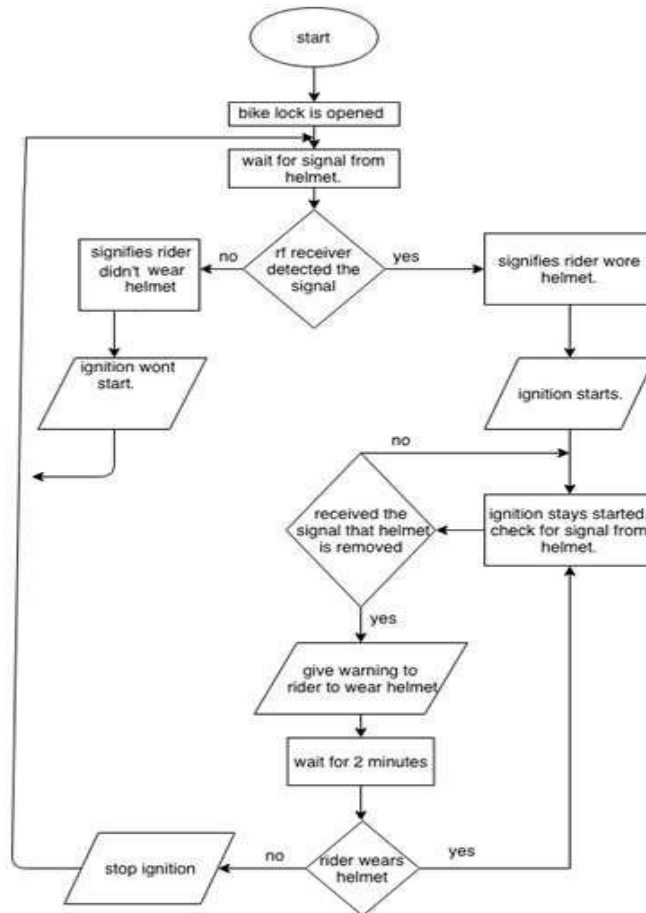 start
bike lock is opened
wait for signal from
helmet.
signifies rider
didn't wear
helmet
no
rf receiver
detected the
signal
yes
signifies rider wore
helmet.
ignition wont
start.
ignition starts.
no
received the
signal that helmet
is removed
ignition stays started.
check for signal from
helmet.
yes
give warning to
rider to wear helmet
wait for 2 minutes
stop ignition
no
rider wears
helmet
yes